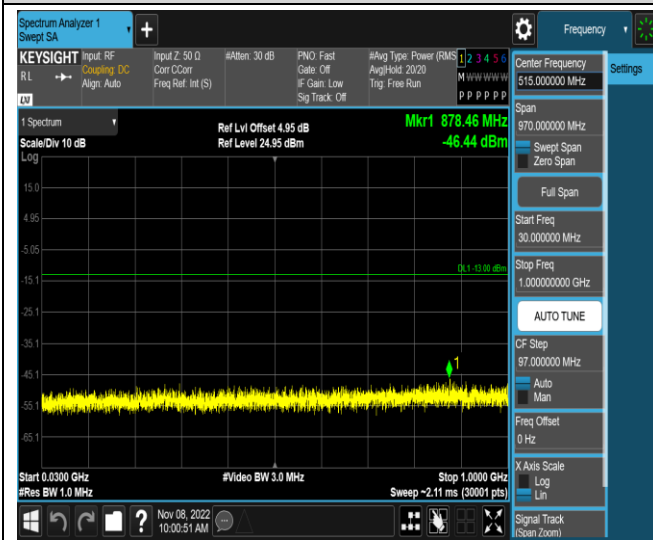 Spectrum Analyzer 1
Swept SA
Frequency
KEYSIGHT
RL
LXI
Input: RF
Coupling: DC
Align: Auto
Input Z: 50 Ω
Corr CCorr
Freq Ref: Int (S)
#Atten: 30 dB
PNO: Fast
Gate: Off
IF Gain: Low
Sig Track: Off
#Avg Type: Power (RMS
Avg|Hold: 20/20
Trig: Free Run
1 2 3 4 5 6
M W W W W W
P P P P P P
1 Spectrum
Scale/Div 10 dB
Log
Ref Lvl Offset 4.95 dB
Ref Level 24.95 dBm
Mkr1 878.46 MHz
-46.44 dBm
15.0
4.95
-5.05
DL1 -13.00 dBm
-15.1
-25.1
-35.1
1
-45.1
-55.1
-65.1
Start 0.0300 GHz
#Res BW 1.0 MHz
#Video BW 3.0 MHz
Stop 1.0000 GHz
Sweep ~2.11 ms (30001 pts)
?
Nov 08, 2022
10:00:51 AM
Center Frequency
515.000000 MHz
Settings
Span
970.000000 MHz
Swept Span
Zero Span
Full Span
Start Freq
30.000000 MHz
Stop Freq
1.000000000 GHz
AUTO TUNE
CF Step
97.000000 MHz
Auto
Man
Freq Offset
0 Hz
X Axis Scale
Log
Lin
Signal Track
(Span Zoom)